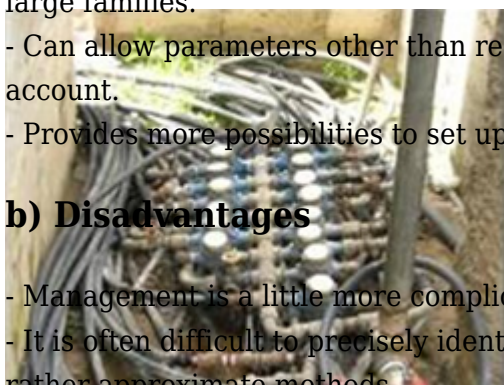 large families.
- Can allow parameters other than re
account.
- Provides more possibilities to set up
b) Disadvantages
- Management is a little more complic
- It is often difficult to precisely ident
rather approximate methods